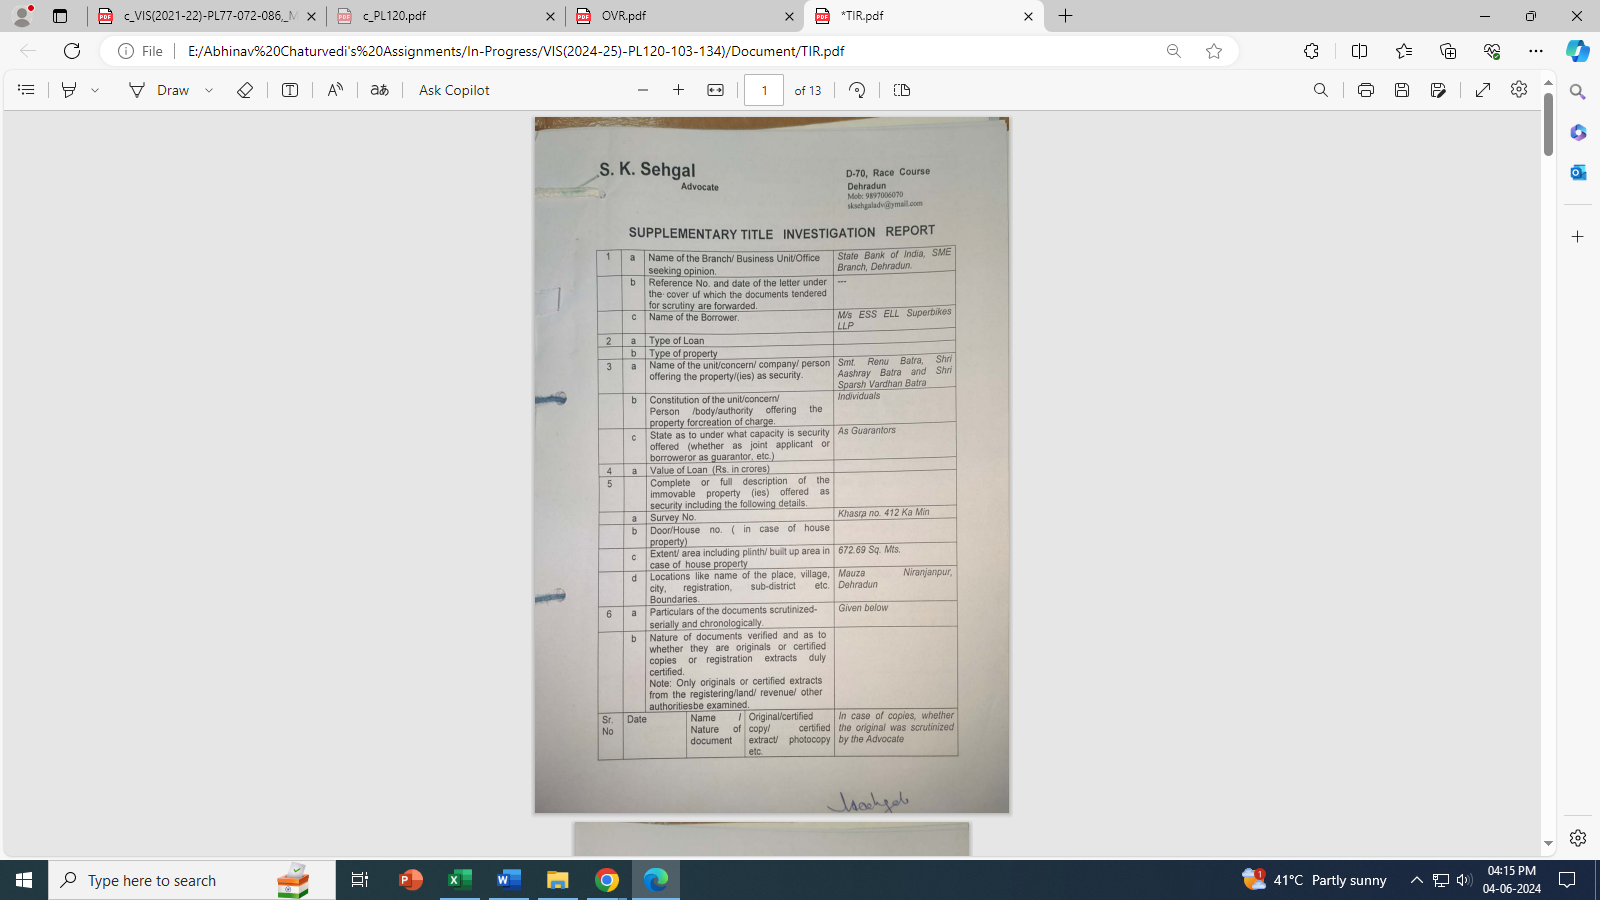 c_VIS(2021-22)-PL77-072-086,_M
c_PL120.pdf
OVR.pdf
*TIR.pdf
File
E:/Abhinav%20Chaturvedi's%20Assignments/In-Progress/VIS(2024-25)-PL120-103-134)/Document/TIR.pdf
Draw
aあ
Ask Copilot
1 of 13
S. K. Sehgal
Advocate
D-70, Race Course
Dehradun
Mob: 9897006070
sksehgaladv@ymail.com
SUPPLEMENTARY TITLE INVESTIGATION REPORT
1 a Name of the Branch/ Business Unit/Office State Bank of India, SME
seeking opinion. Branch, Dehradun.
b Reference No. and date of the letter under ---
the cover of which the documents tendered
for scrutiny are forwarded.
c Name of the Borrower. M/s ESS ELL Superbikes
LLP
2 a Type of Loan
b Type of property
3 a Name of the unit/concern/ company/ person Smt. Renu Batra, Shri
offering the property/(ies) as security. Aashray Batra and Shri
Sparsh Vardhan Batra
b Constitution of the unit/concern/ Individuals
Person /body/authority offering the
property forcreation of charge.
c State as to under what capacity is security As Guarantors
offered (whether as joint applicant or
borroweror as guarantor, etc.)
4 a Value of Loan (Rs. in crores)
5 Complete or full description of the
immovable property (ies) offered as
security including the following details.
a Survey No. Khasra no. 412 Ka Min
b Door/House no. ( in case of house
property)
c Extent/ area including plinth/ built up area in 672.69 Sq. Mts.
case of house property
d Locations like name of the place, village, Mauza Niranjanpur,
city, registration, sub-district etc. Dehradun
Boundaries.
6 a Particulars of the documents scrutinized- Given below
serially and chronologically.
b Nature of documents verified and as to
whether they are originals or certified
copies or registration extracts duly
certified.
Note: Only originals or certified extracts
from the registering/land/ revenue/ other
authoritiesbe examined.
Sr. Date Name / Original/certified In case of copies, whether
No Nature of copy/ certified the original was scrutinized
document extract/ photocopy by the Advocate
etc.
Type here to search
1
41°C Partly sunny
04:15 PM
04-06-2024